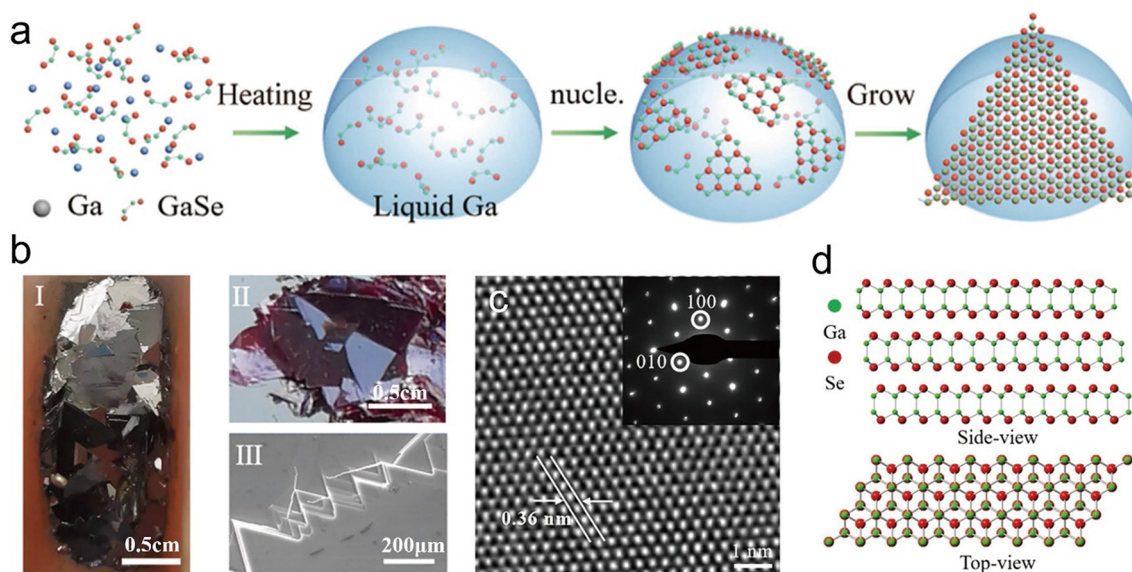 a
Heating
nucle.
Grow
Ga
GaSe
Liquid Ga
b
I
0.5cm
II
0.5cm
III
200μm
c
100
010
0.36 nm
1 nm
d
Ga
Se
Side-view
Top-view